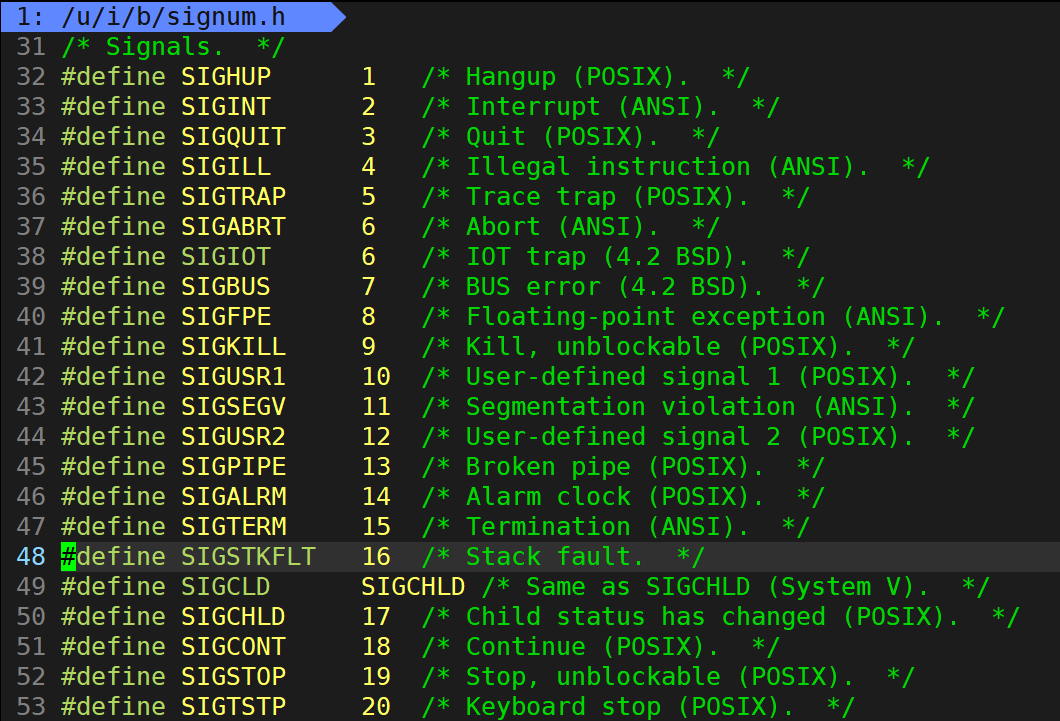 1: /u/i/b/signum.h
31 /* Signals.  */
32 #define SIGHUP      1   /* Hangup (POSIX).  */
33 #define SIGINT      2   /* Interrupt (ANSI).  */
34 #define SIGQUIT     3   /* Quit (POSIX).  */
35 #define SIGILL      4   /* Illegal instruction (ANSI).  */
36 #define SIGTRAP     5   /* Trace trap (POSIX).  */
37 #define SIGABRT     6   /* Abort (ANSI).  */
38 #define SIGIOT      6   /* IOT trap (4.2 BSD).  */
39 #define SIGBUS      7   /* BUS error (4.2 BSD).  */
40 #define SIGFPE      8   /* Floating-point exception (ANSI).  */
41 #define SIGKILL     9   /* Kill, unblockable (POSIX).  */
42 #define SIGUSR1     10  /* User-defined signal 1 (POSIX).  */
43 #define SIGSEGV     11  /* Segmentation violation (ANSI).  */
44 #define SIGUSR2     12  /* User-defined signal 2 (POSIX).  */
45 #define SIGPIPE     13  /* Broken pipe (POSIX).  */
46 #define SIGALRM     14  /* Alarm clock (POSIX).  */
47 #define SIGTERM     15  /* Termination (ANSI).  */
48 #define SIGSTKFLT   16  /* Stack fault.  */
49 #define SIGCLD      SIGCHLD /* Same as SIGCHLD (System V).  */
50 #define SIGCHLD     17  /* Child status has changed (POSIX).  */
51 #define SIGCONT     18  /* Continue (POSIX).  */
52 #define SIGSTOP     19  /* Stop, unblockable (POSIX).  */
53 #define SIGTSTP     20  /* Keyboard stop (POSIX).  */